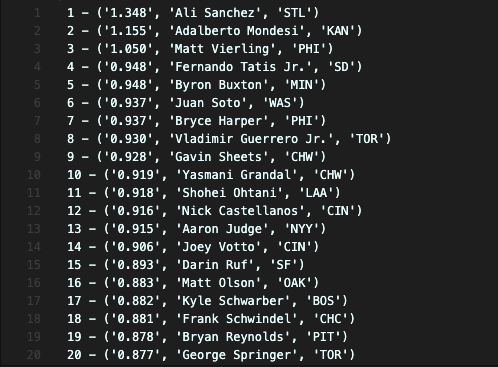 1 1 - ('1.348', 'Ali Sanchez', 'STL')
2 2 - ('1.155', 'Adalberto Mondesi', 'KAN')
3 3 - ('1.050', 'Matt Vierling', 'PHI')
4 4 - ('0.948', 'Fernando Tatis Jr.', 'SD')
5 5 - ('0.948', 'Byron Buxton', 'MIN')
6 6 - ('0.937', 'Juan Soto', 'WAS')
7 7 - ('0.937', 'Bryce Harper', 'PHI')
8 8 - ('0.930', 'Vladimir Guerrero Jr.', 'TOR')
9 9 - ('0.928', 'Gavin Sheets', 'CHW')
10 10 - ('0.919', 'Yasmani Grandal', 'CHW')
11 11 - ('0.918', 'Shohei Ohtani', 'LAA')
12 12 - ('0.916', 'Nick Castellanos', 'CIN')
13 13 - ('0.915', 'Aaron Judge', 'NYY')
14 14 - ('0.906', 'Joey Votto', 'CIN')
15 15 - ('0.893', 'Darin Ruf', 'SF')
16 16 - ('0.883', 'Matt Olson', 'OAK')
17 17 - ('0.882', 'Kyle Schwarber', 'BOS')
18 18 - ('0.881', 'Frank Schwindel', 'CHC')
19 19 - ('0.878', 'Bryan Reynolds', 'PIT')
20 20 - ('0.877', 'George Springer', 'TOR')